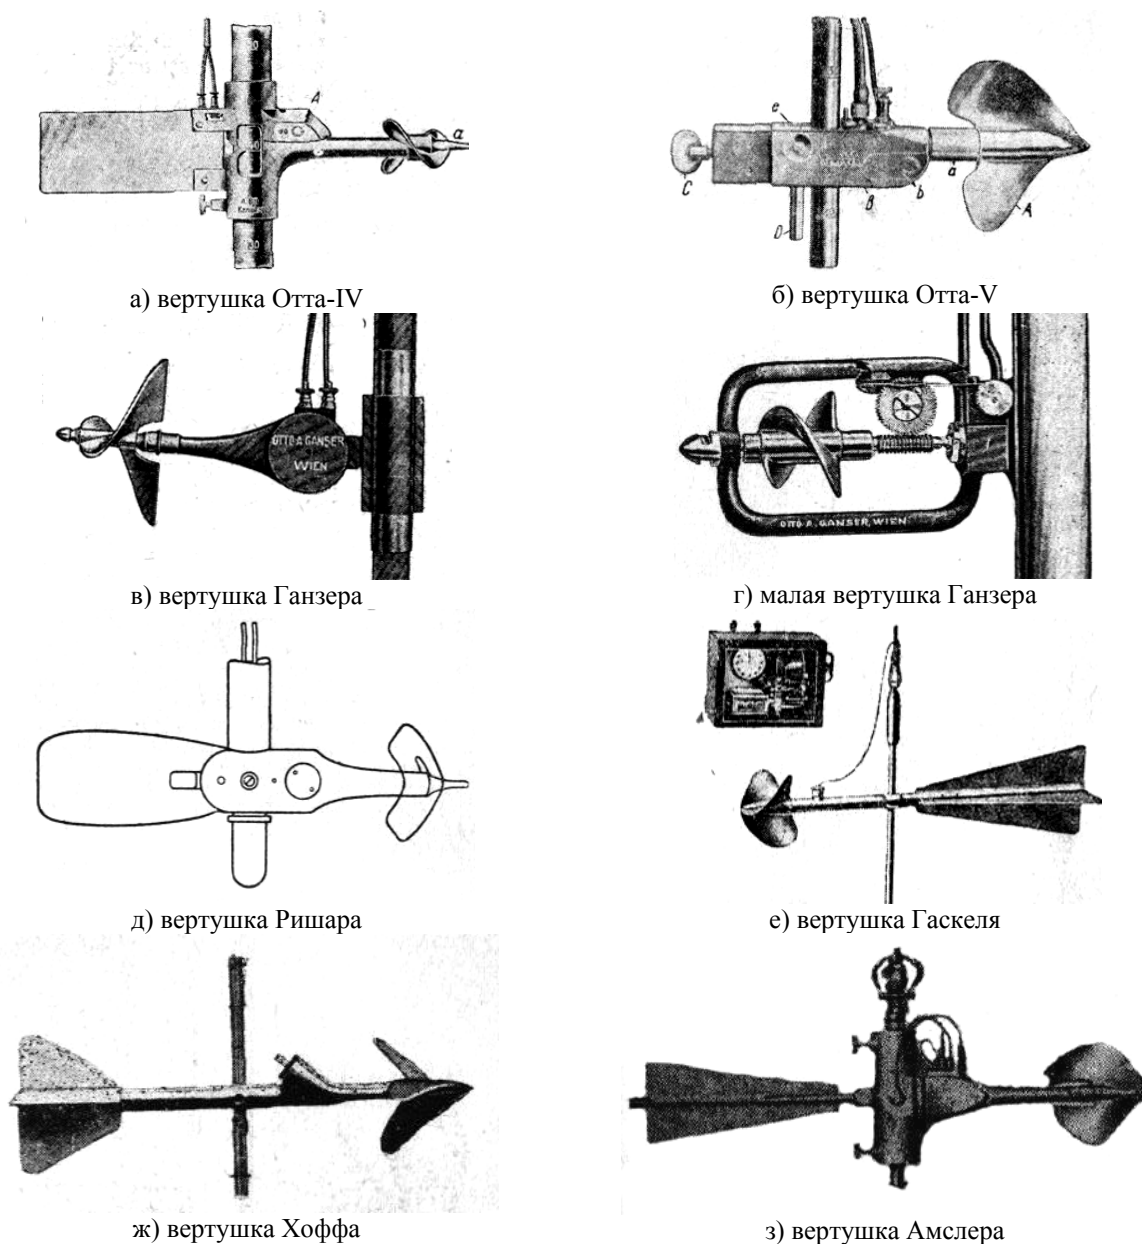 A
a
а) вертушка Отта-IV
e
C
D
B
b
a
A
б) вертушка Отта-V
OTTO A. GANSER
WIEN
в) вертушка Ганзера
OTTO A. GANSER, WIEN
г) малая вертушка Ганзера
д) вертушка Ришара
е) вертушка Гаскеля
ж) вертушка Хоффа
з) вертушка Амслера